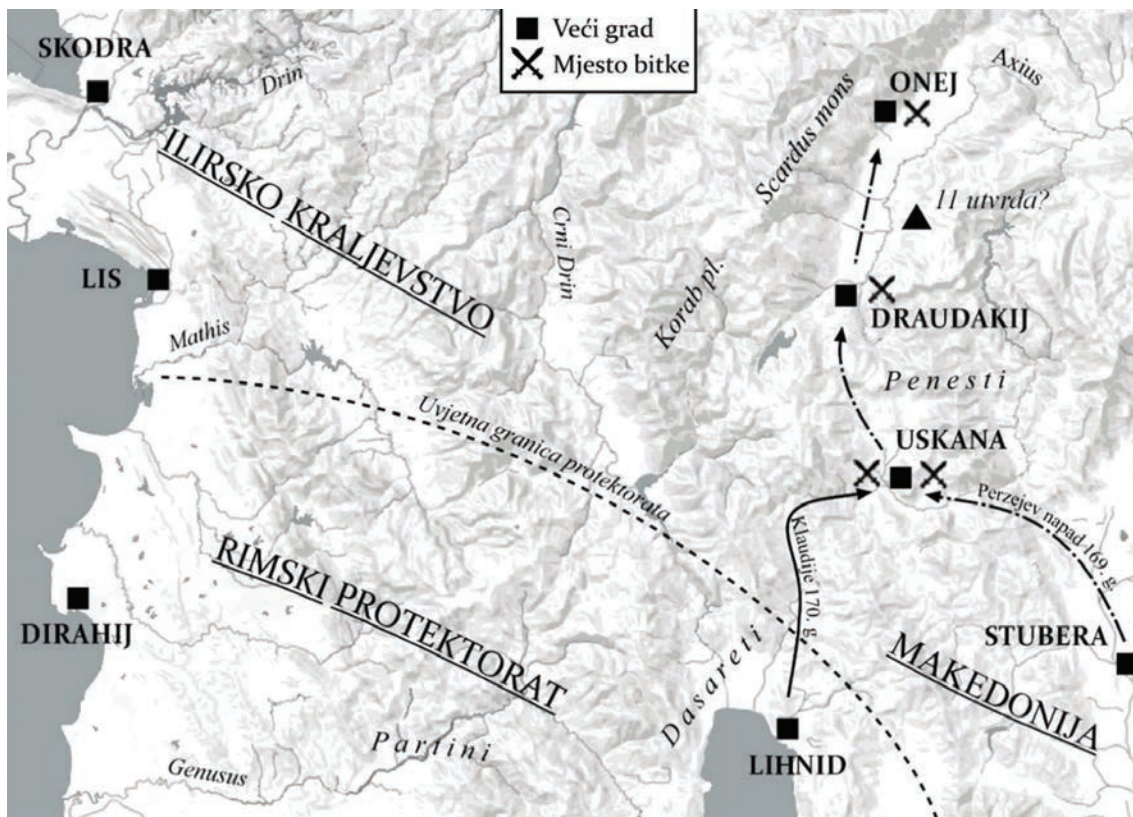 Veći grad
Mjesto bitke
SKODRA
Drin
ILIRSKO KRALJEVSTVO
Scardus mons
ONEJ
Axius
11 utvrda?
Crni Drin
LIS
Korab pl.
DRAUDAKIJ
Mathis
Penesti
Uvjetna granica protektorata
USKANA
Perzejev napad 169. g.
Klaudije 170. g.
RIMSKI PROTEKTORAT
DIRAHIJ
STUBERA
MAKEDONIJA
Dasareti
Partini
LIHNID
Genusus